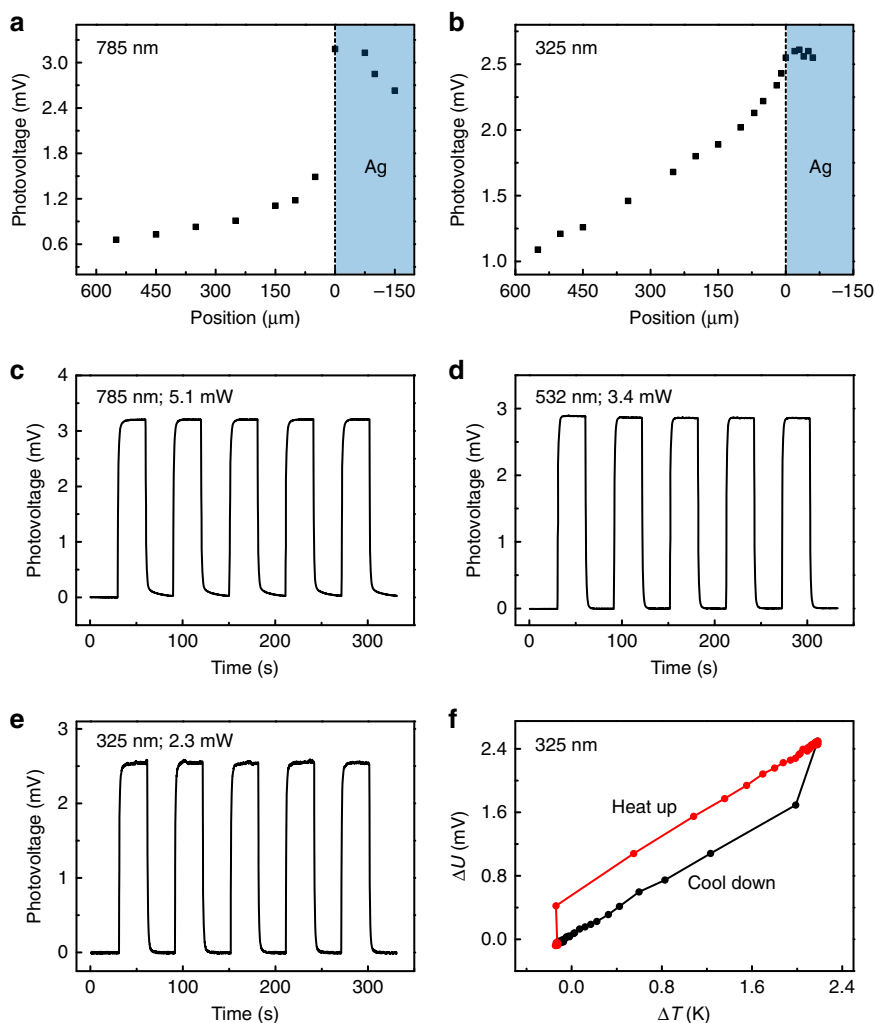 a
785 nm
3.0
2.4
1.8
1.2
0.6
Photovoltage (mV)
Ag
600 450 300 150 0 −150
Position (μm)
b
325 nm
2.5
2.0
1.5
1.0
Photovoltage (mV)
Ag
600 500 400 300 200 100 0 −100
Position (μm)
c
785 nm; 5.1 mW
4
3
2
1
0
Photovoltage (mV)
0 100 200 300
Time (s)
d
532 nm; 3.4 mW
3
2
1
0
Photovoltage (mV)
0 100 200 300
Time (s)
e
325 nm; 2.3 mW
3
2
1
0
Photovoltage (mV)
0 100 200 300
Time (s)
f
325 nm
2.4
1.6
0.8
0.0
ΔU (mV)
Heat up
Cool down
0.0 0.8 1.6 2.4
ΔT (K)